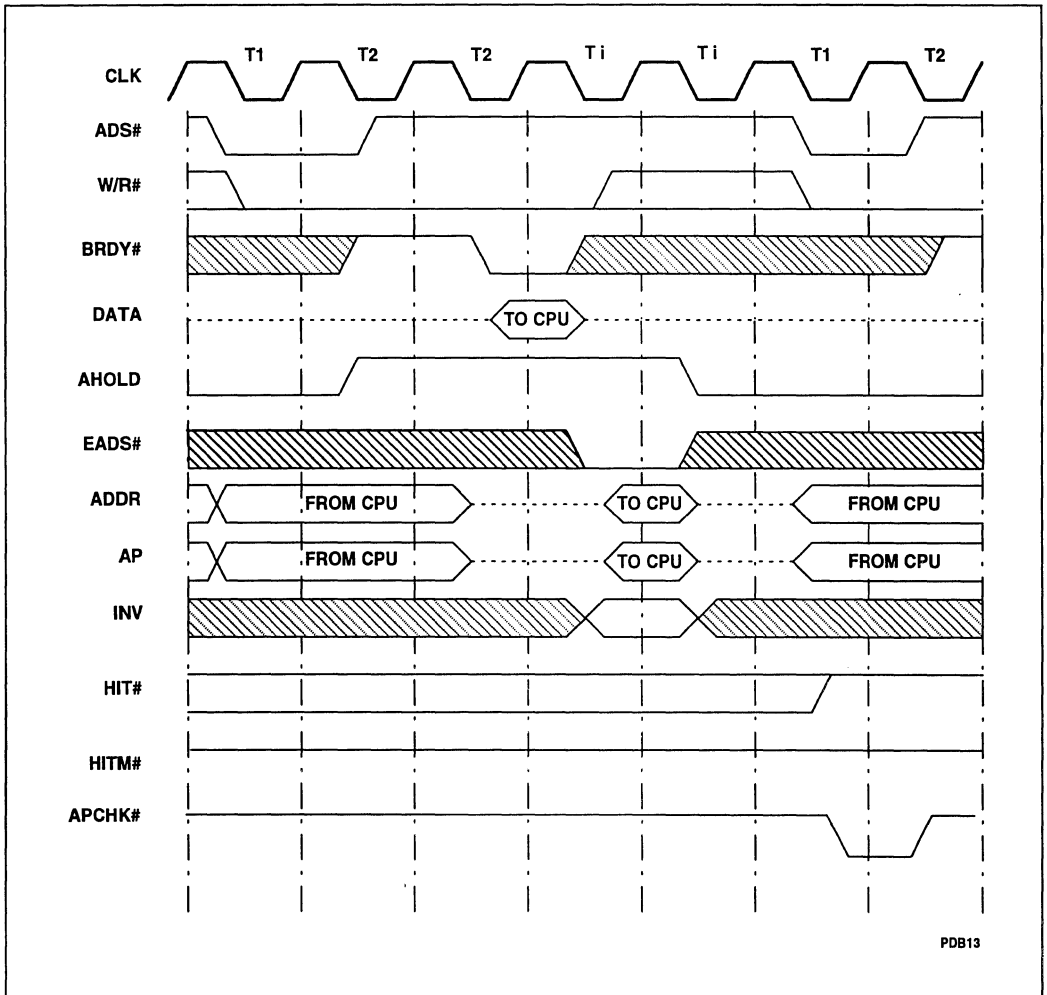 T1 T2 T2 Ti Ti T1 T2
CLK
ADS#
W/R#
BRDY#
DATA TO CPU
AHOLD
EADS#
ADDR FROM CPU TO CPU FROM CPU
AP FROM CPU TO CPU FROM CPU
INV
HIT#
HITM#
APCHK#
PDB13